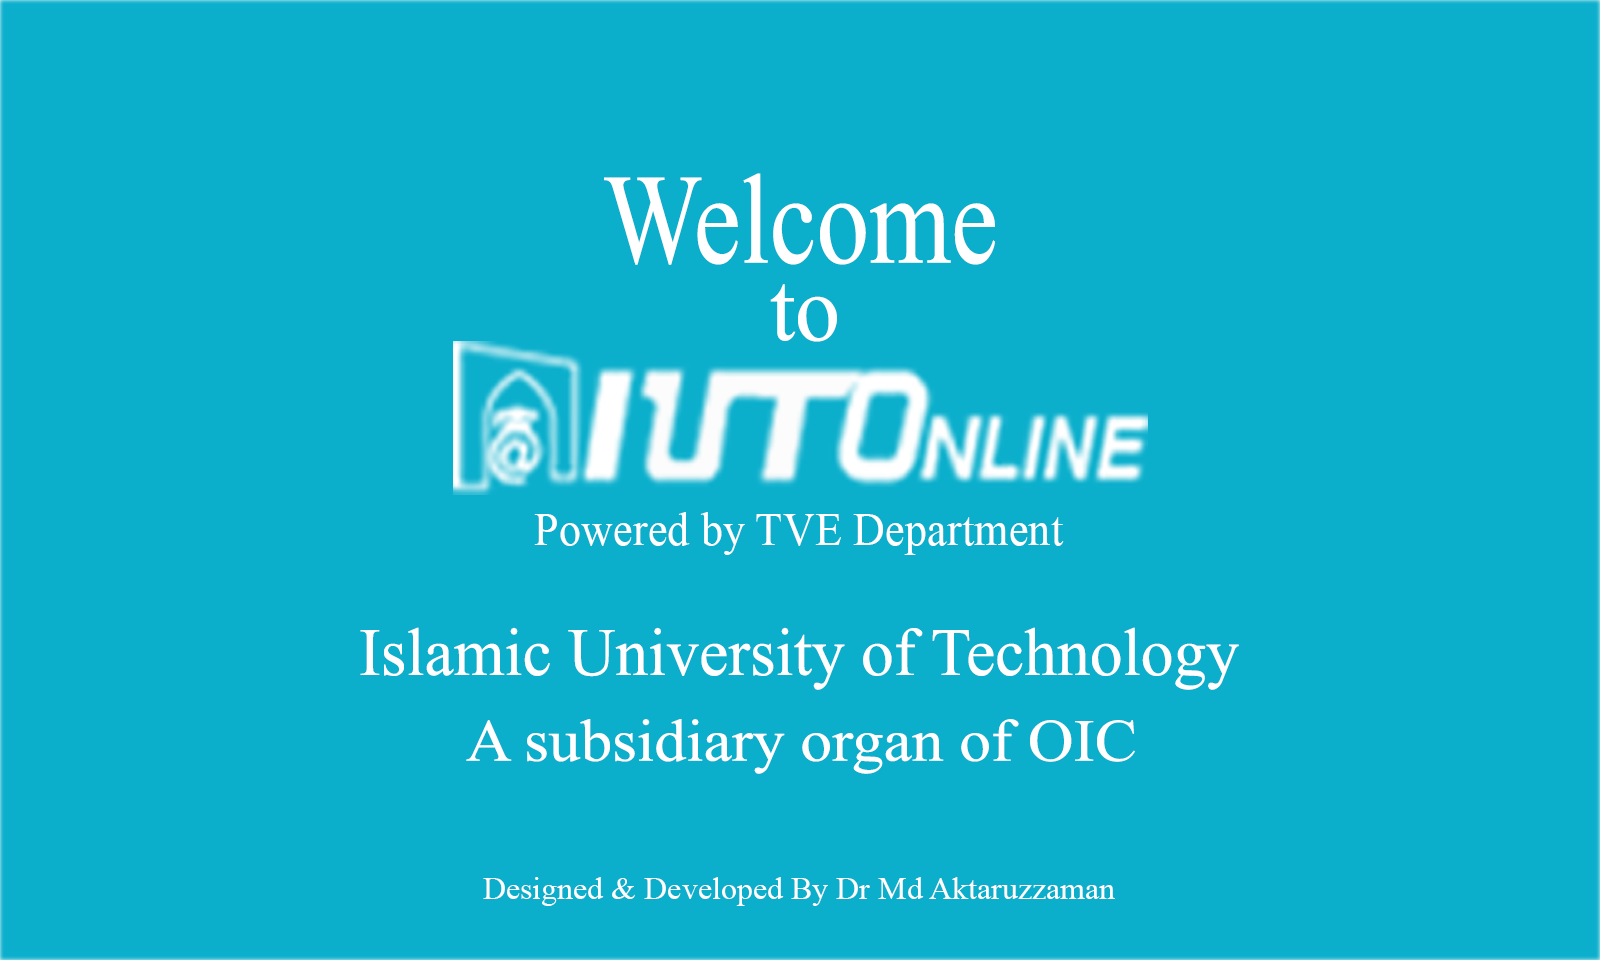 Welcome
to
IUTONLINE
Powered by TVE Department
Islamic University of Technology
A subsidiary organ of OIC
Designed & Developed By Dr Md Aktaruzzaman